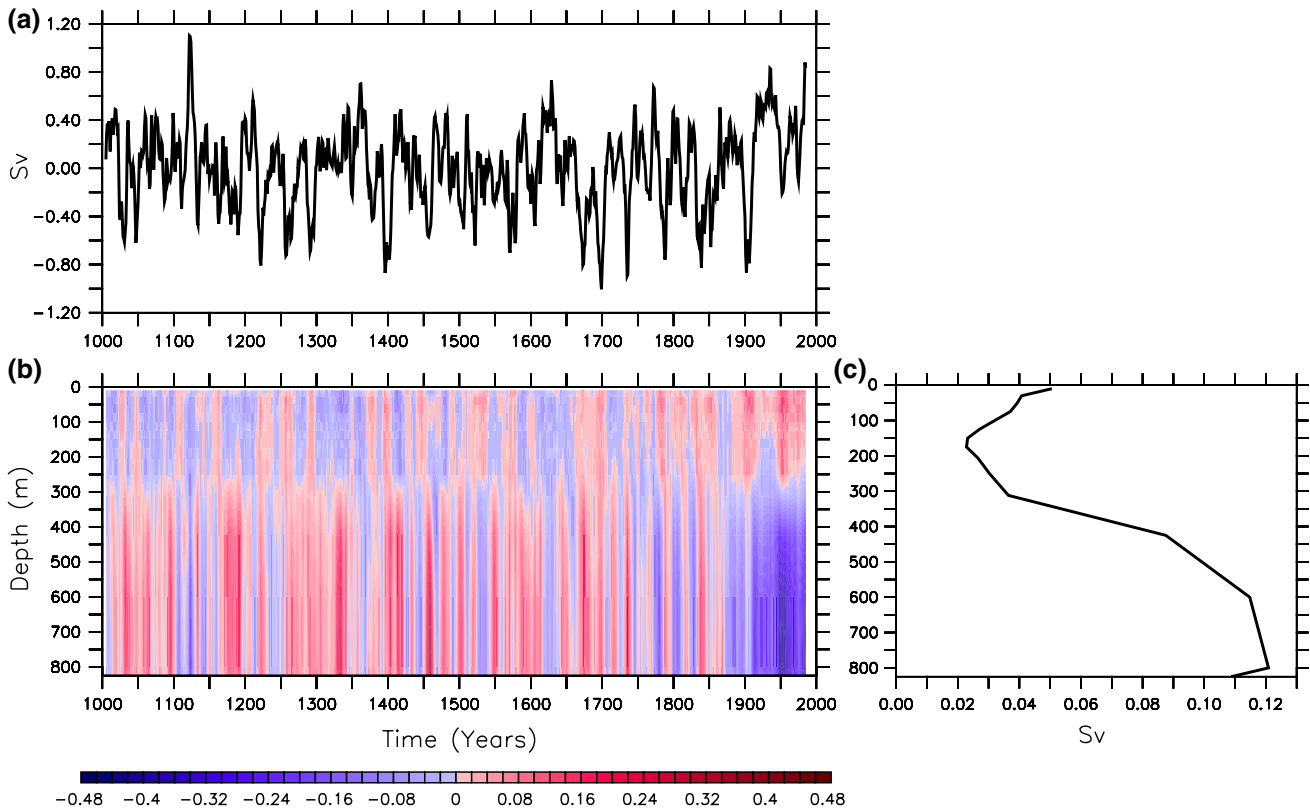 (a)
1.20
0.80
0.40
0.00
−0.40
−0.80
−1.20
Sv
1000 1100 1200 1300 1400 1500 1600 1700 1800 1900 2000
(b)
0
100
200
300
400
500
600
700
800
Depth (m)
1000 1100 1200 1300 1400 1500 1600 1700 1800 1900 2000
Time (Years)
(c)
0
100
200
300
400
500
600
700
800
0.00 0.02 0.04 0.06 0.08 0.10 0.12
Sv
−0.48 −0.4 −0.32 −0.24 −0.16 −0.08 0 0.08 0.16 0.24 0.32 0.4 0.48